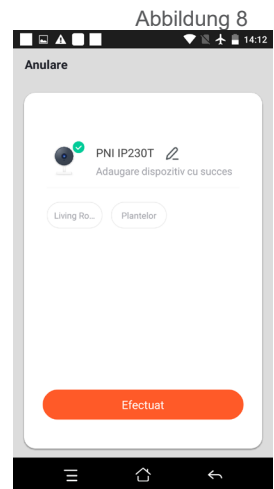 Abbildung 8
14:12
Anulare
PNI IP230T
Adaugare dispozitiv cu succes
Living Ro... Plantelor
Efectuat